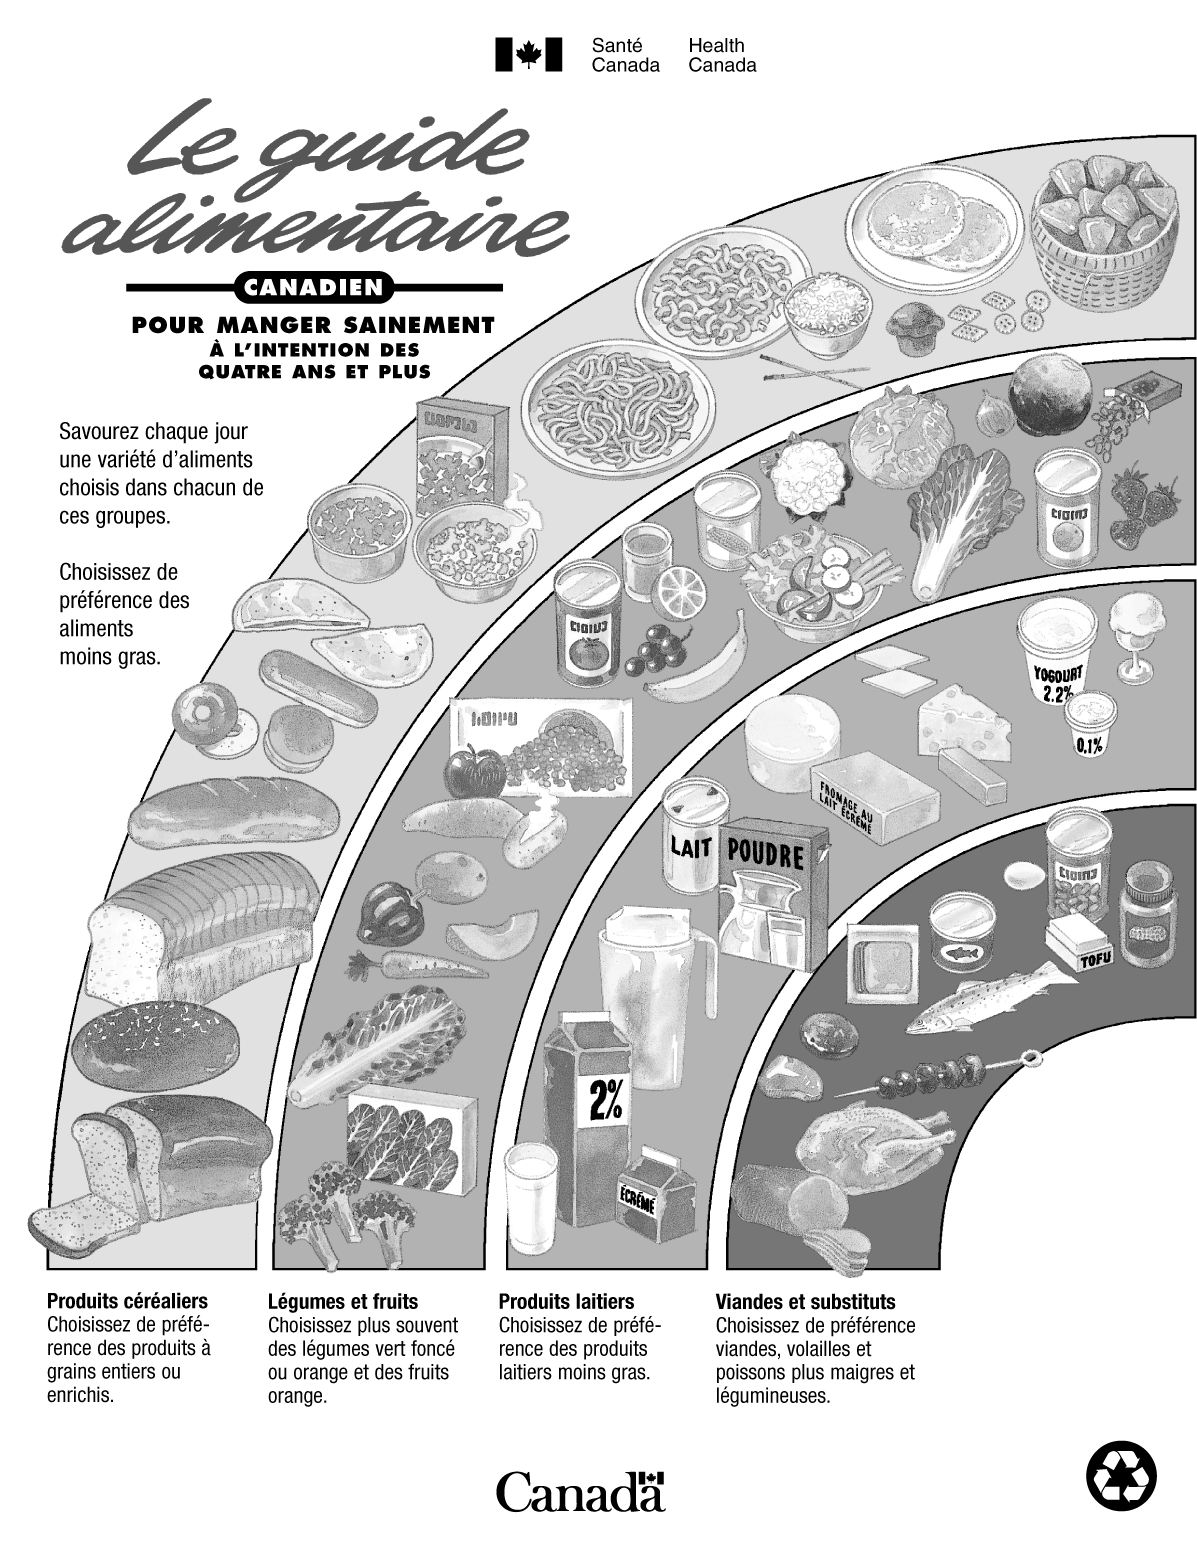 Santé Canada
Health Canada
Le guide
alimentaire
CANADIEN
POUR MANGER SAINEMENT
À L'INTENTION DES
QUATRE ANS ET PLUS
Savourez chaque jour
une variété d'aliments
choisis dans chacun de
ces groupes.
Choisissez de
préférence des
aliments
moins gras.
YOGOURT
2.2%
0.1%
FROMAGE AU
LAIT ÉCRÉMÉ
LAIT
POUDRE
TOFU
2%
ÉCRÉMÉ
Produits céréaliers
Choisissez de préfé-
rence des produits à
grains entiers ou
enrichis.
Légumes et fruits
Choisissez plus souvent
des légumes vert foncé
ou orange et des fruits
orange.
Produits laitiers
Choisissez de préfé-
rence des produits
laitiers moins gras.
Viandes et substituts
Choisissez de préférence
viandes, volailles et
poissons plus maigres et
légumineuses.
Canada